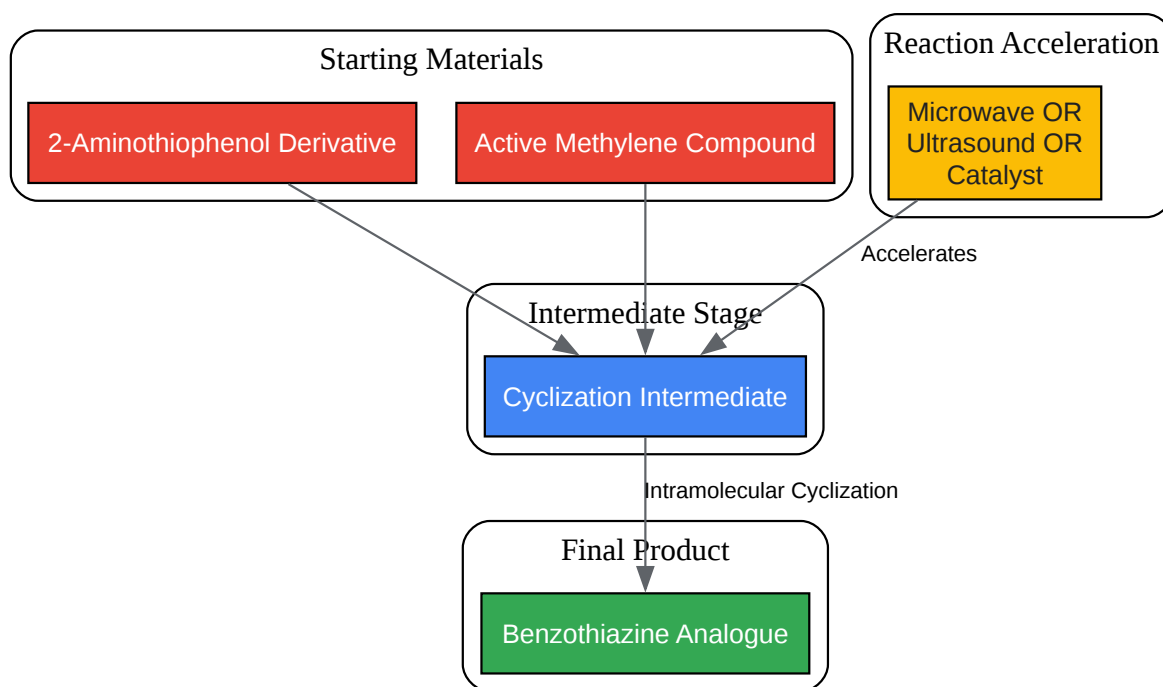 Starting Materials
Reaction Acceleration
2-Aminothiophenol Derivative
Active Methylene Compound
Microwave OR
Ultrasound OR
Catalyst
Accelerates
Intermediate Stage
Cyclization Intermediate
Intramolecular Cyclization
Final Product
Benzothiazine Analogue